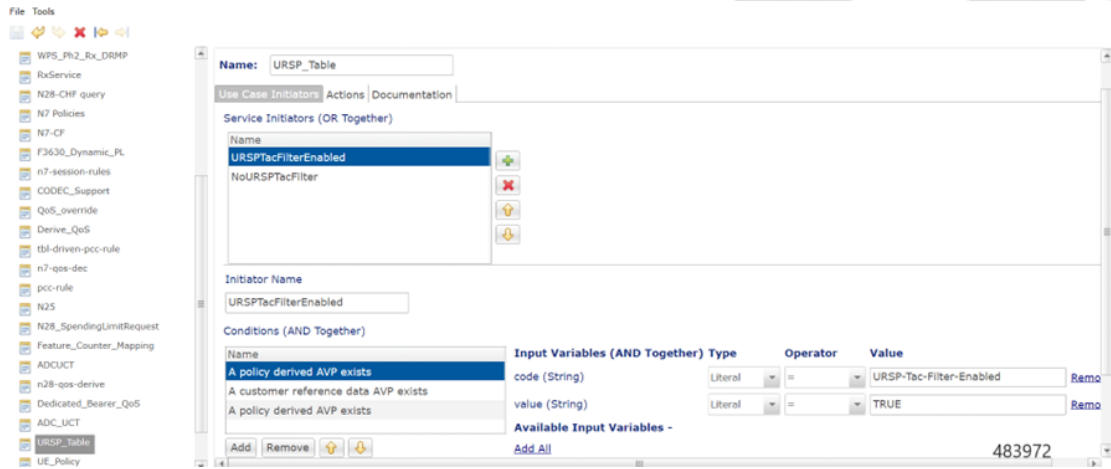 File Tools
WPS_Ph2_Rx_DRMP
RxService
N28-CHF query
N7 Policies
N7-CF
F3630_Dynamic_PL
n7-session-rules
CODEC_Support
QoS_override
Derive_QoS
tbl-driven-pcc-rule
n7-qos-dec
pcc-rule
N25
N28_SpendingLimitRequest
Feature_Counter_Mapping
ADCUCT
n28-qos-derive
Dedicated_Bearer_QoS
ADC_UCT
URSP_Table
UE_Policy
Name: URSP_Table
Use Case Initiators Actions Documentation
Service Initiators (OR Together)
Name
URSPTacFilterEnabled
NoURSPTacFilter
Initiator Name
URSPTacFilterEnabled
Conditions (AND Together)
Name
A policy derived AVP exists
A customer reference data AVP exists
A policy derived AVP exists
Add Remove
Input Variables (AND Together) Type Operator Value
code (String) Literal = URSP-Tac-Filter-Enabled Remo
value (String) Literal = TRUE Remo
Available Input Variables -
Add All
483972